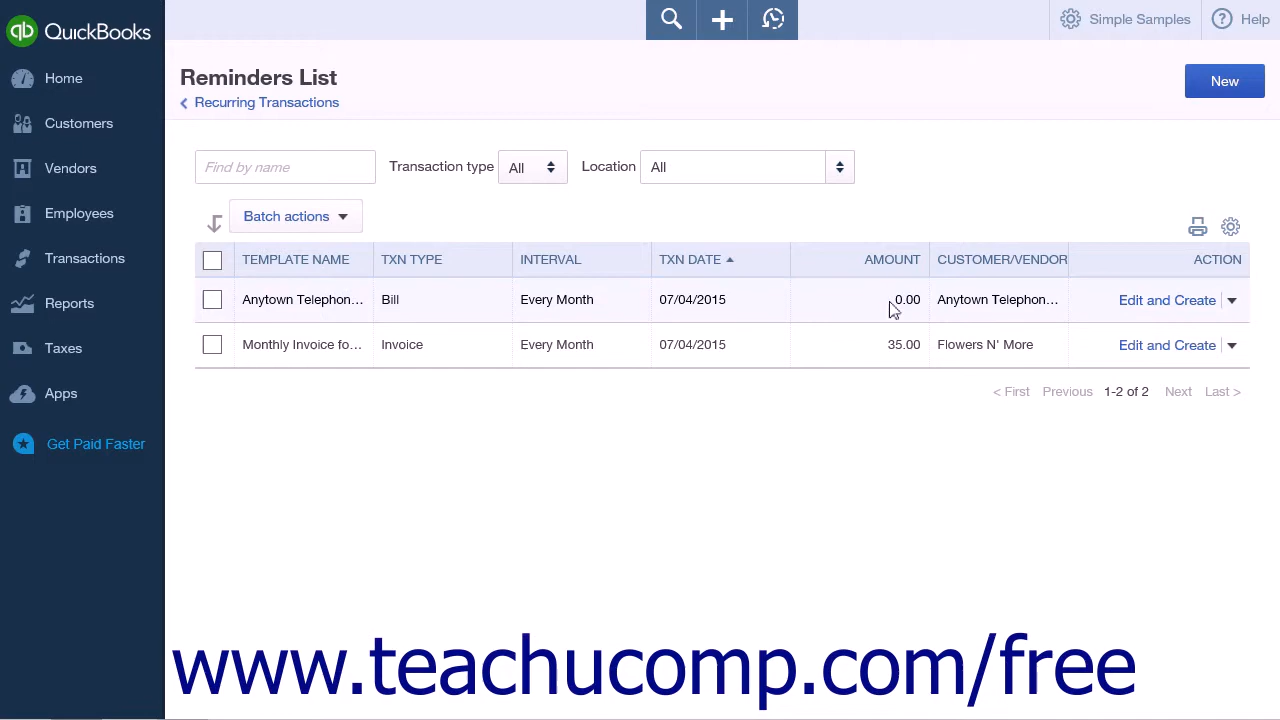 QuickBooks
Simple Samples
Help
Home
Customers
Vendors
Employees
Transactions
Reports
Taxes
Apps
Get Paid Faster
Reminders List
Recurring Transactions
New
Find by name
Transaction type All
Location All
Batch actions
TEMPLATE NAME TXN TYPE INTERVAL TXN DATE AMOUNT CUSTOMER/VENDOR ACTION
Anytown Telephon... Bill Every Month 07/04/2015 0.00 Anytown Telephon... Edit and Create
Monthly Invoice fo... Invoice Every Month 07/04/2015 35.00 Flowers N' More Edit and Create
< First Previous 1-2 of 2 Next Last >
www.teachucomp.com/free